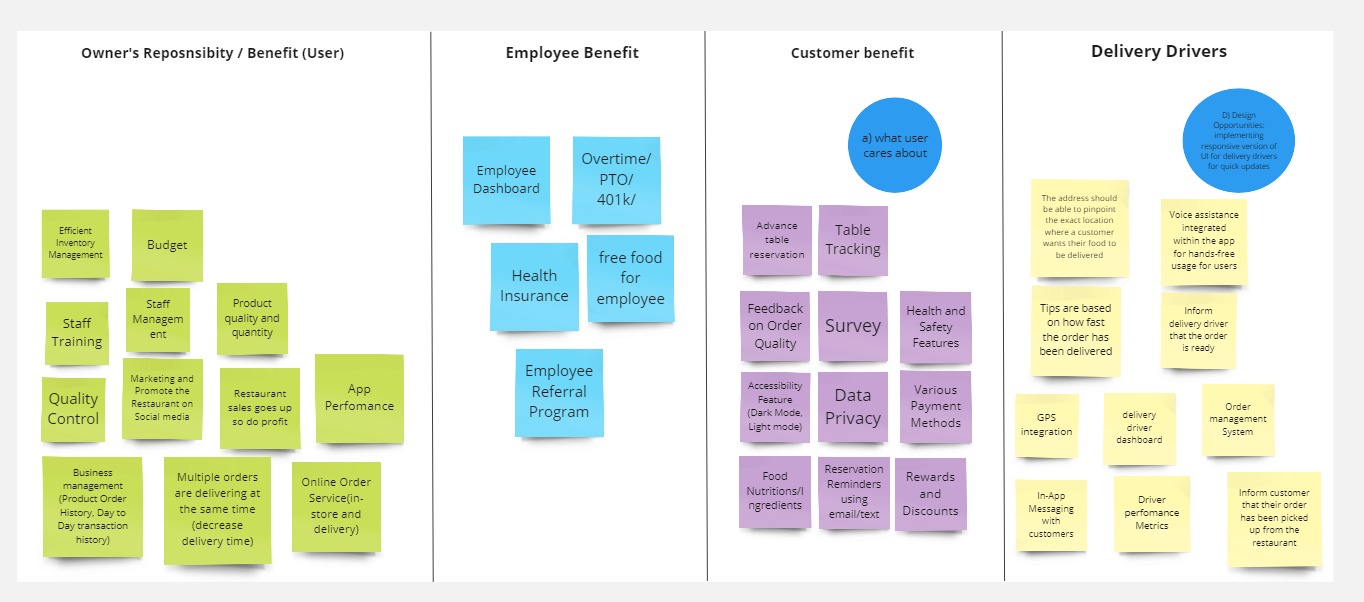 Owner's Reposnsibity / Benefit (User)
Efficient
Inventory
Management
Budget
Staff
Training
Staff
Managem
ent
Product
quality and
quantity
Quality
Control
Marketing and
Promote the
Restaurant on
Social media
Restaurant
sales goes up
so do profit
App
Perfomance
Business
management
(Product Order
History, Day to
Day transaction
history)
Multiple orders
are delivering at
the same time
(decrease
delivery time)
Online Order
Service(in-
store and
delivery)
Employee Benefit
Employee
Dashboard
Overtime/
PTO/
401k/
Health
Insurance
free food
for
employee
Employee
Referral
Program
Customer benefit
a) what user
cares about
Advance
table
reservation
Table
Tracking
Feedback
on Order
Quality
Survey
Health and
Safety
Features
Accessibility
Feature
(Dark Mode,
Light mode)
Data
Privacy
Various
Payment
Methods
Food
Nutritions/I
ngredients
Reservation
Reminders
using
email/text
Rewards
and
Discounts
Delivery Drivers
D) Design
Opportunities:
implementing
responsive version of
UI for delivery drivers
for quick updates
The address should
be able to pinpoint
the exact location
where a customer
wants their food to
be delivered
Voice assistance
integrated
within the app
for hands-free
usage for users
Tips are based
on how fast
the order has
been delivered
Inform
delivery driver
that the order
is ready
GPS
integration
delivery
driver
dashboard
Order
management
System
In-App
Messaging
with
customers
Driver
perfomance
Metrics
Inform customer
that their order
has been picked
up from the
restaurant